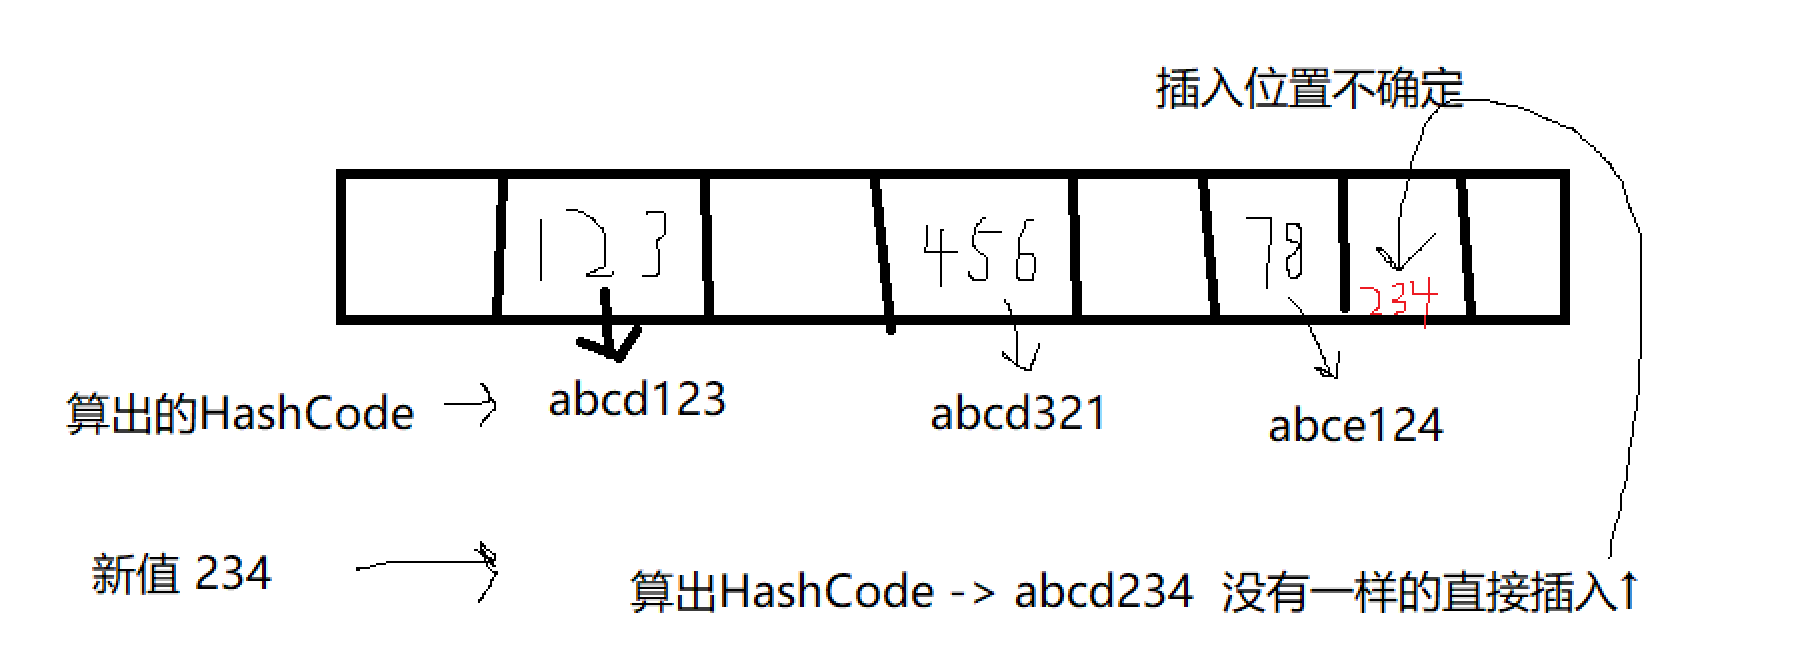 插入位置不确定
123 456 78 234
算出的HashCode abcd123 abcd321 abce124
新值 234
算出HashCode -> abcd234 没有一样的直接插入↑